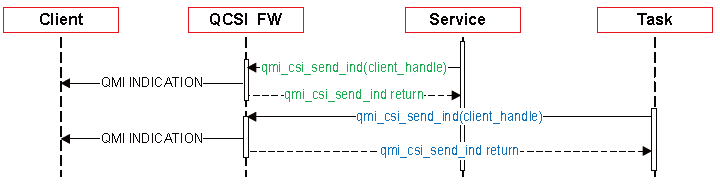 Client
QCSI FW
Service
Task
qmi_csi_send_ind(client_handle)
QMI INDICATION
qmi_csi_send_ind return
qmi_csi_send_ind(client_handle)
QMI INDICATION
qmi_csi_send_ind return